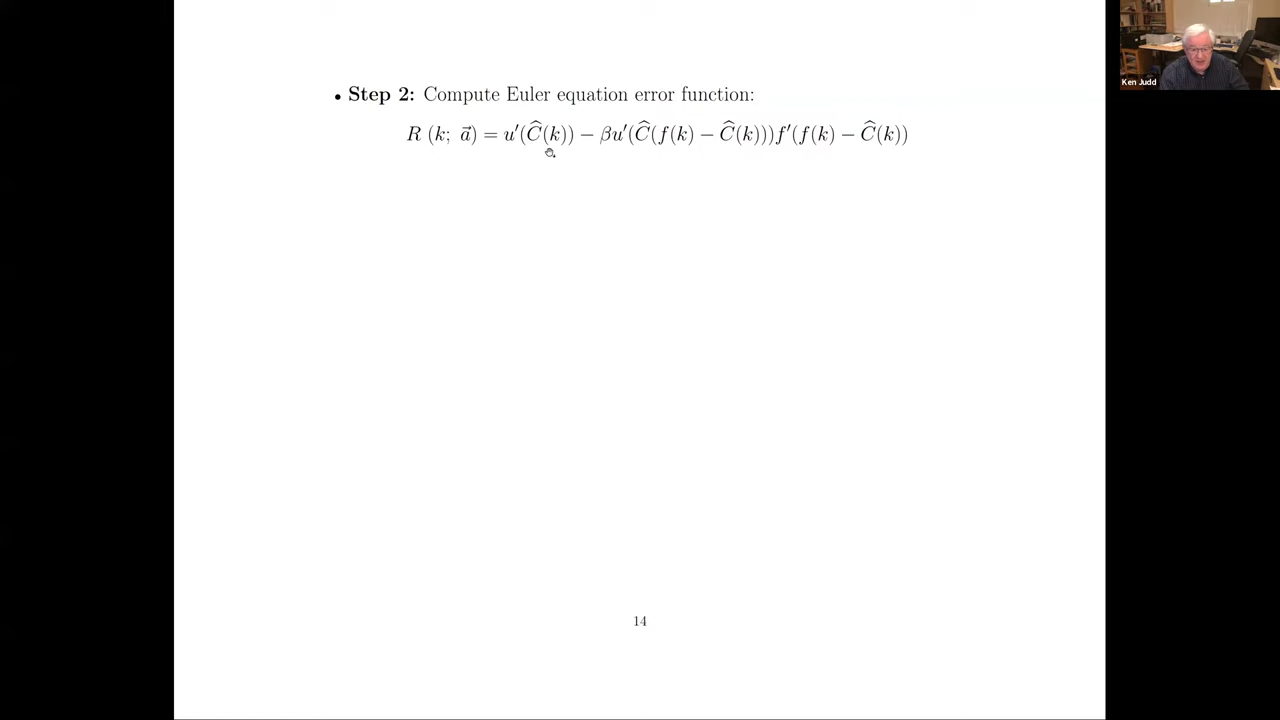 • Step 2: Compute Euler equation error function:
R (k; a⃗) = u′(Ĉ(k)) − βu′(Ĉ(f(k) − Ĉ(k)))f′(f(k) − Ĉ(k))
14
Ken Judd